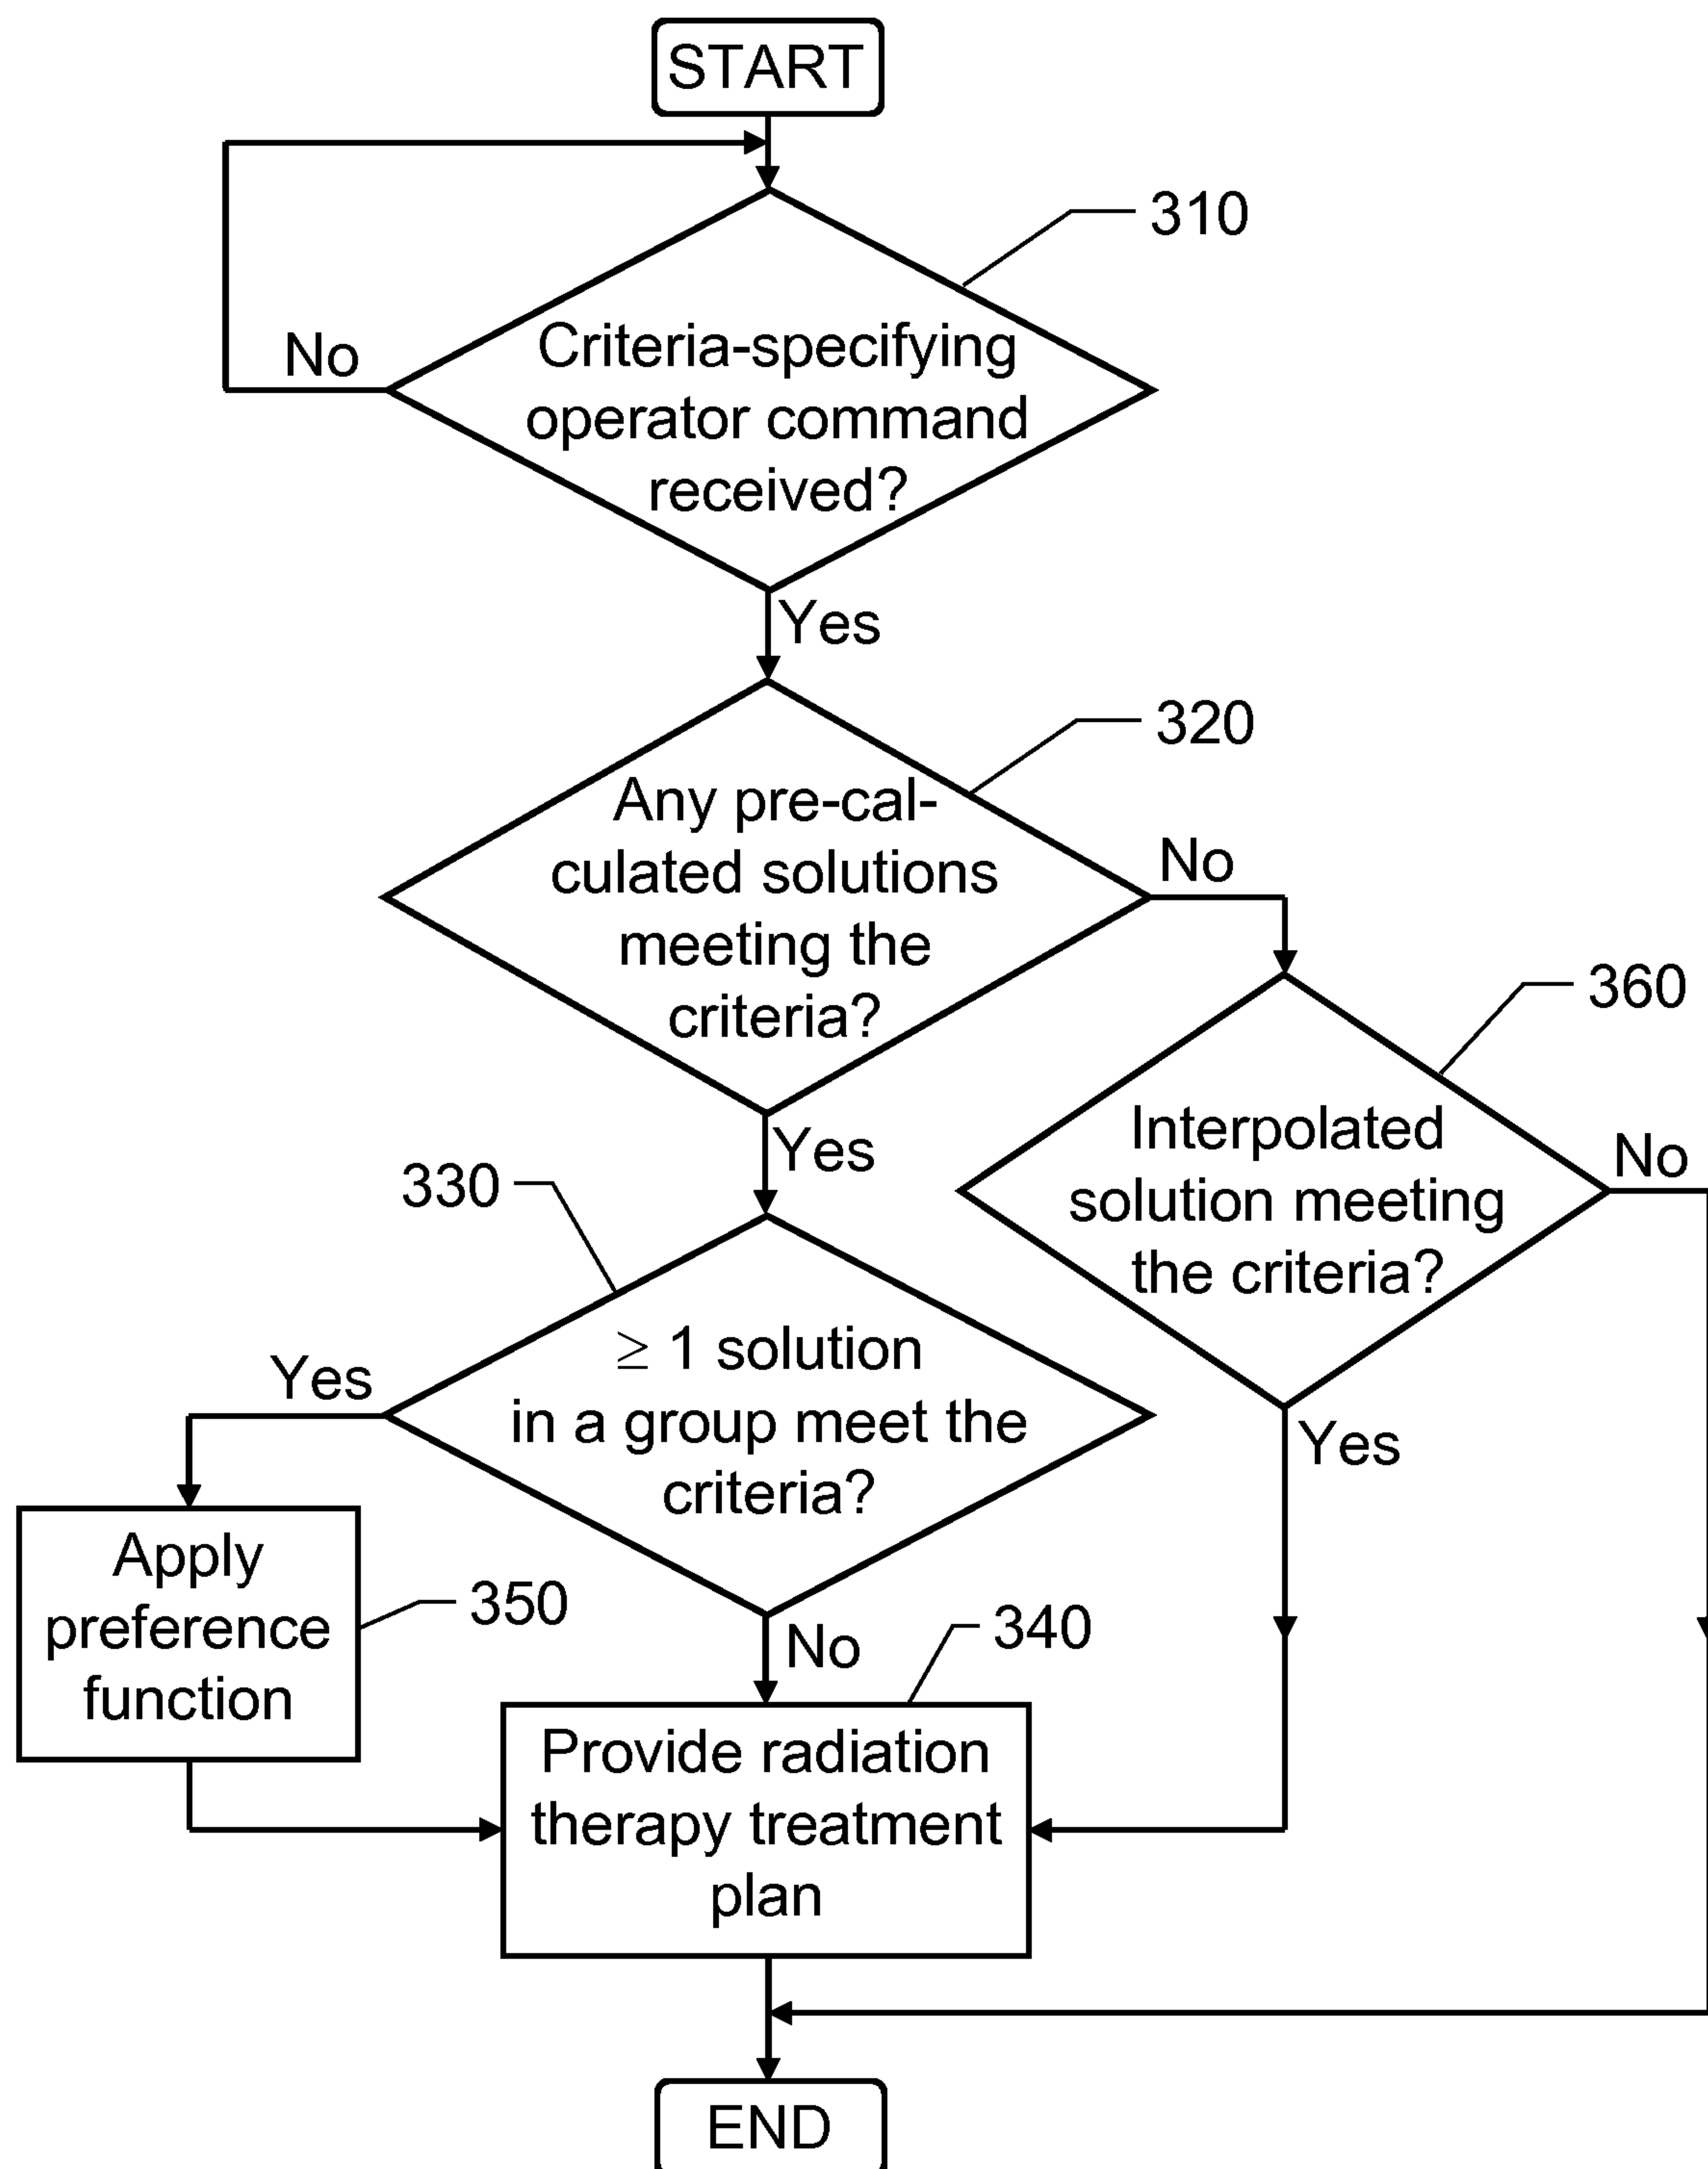 START
310
No
Criteria-specifying
operator command
received?
Yes
320
Any pre-cal-
culated solutions
meeting the
criteria?
No
360
Interpolated
solution meeting
the criteria?
No
Yes
330
≥ 1 solution
in a group meet the
criteria?
Yes
Yes
Apply
preference
function
350
No
340
Provide radiation
therapy treatment
plan
END